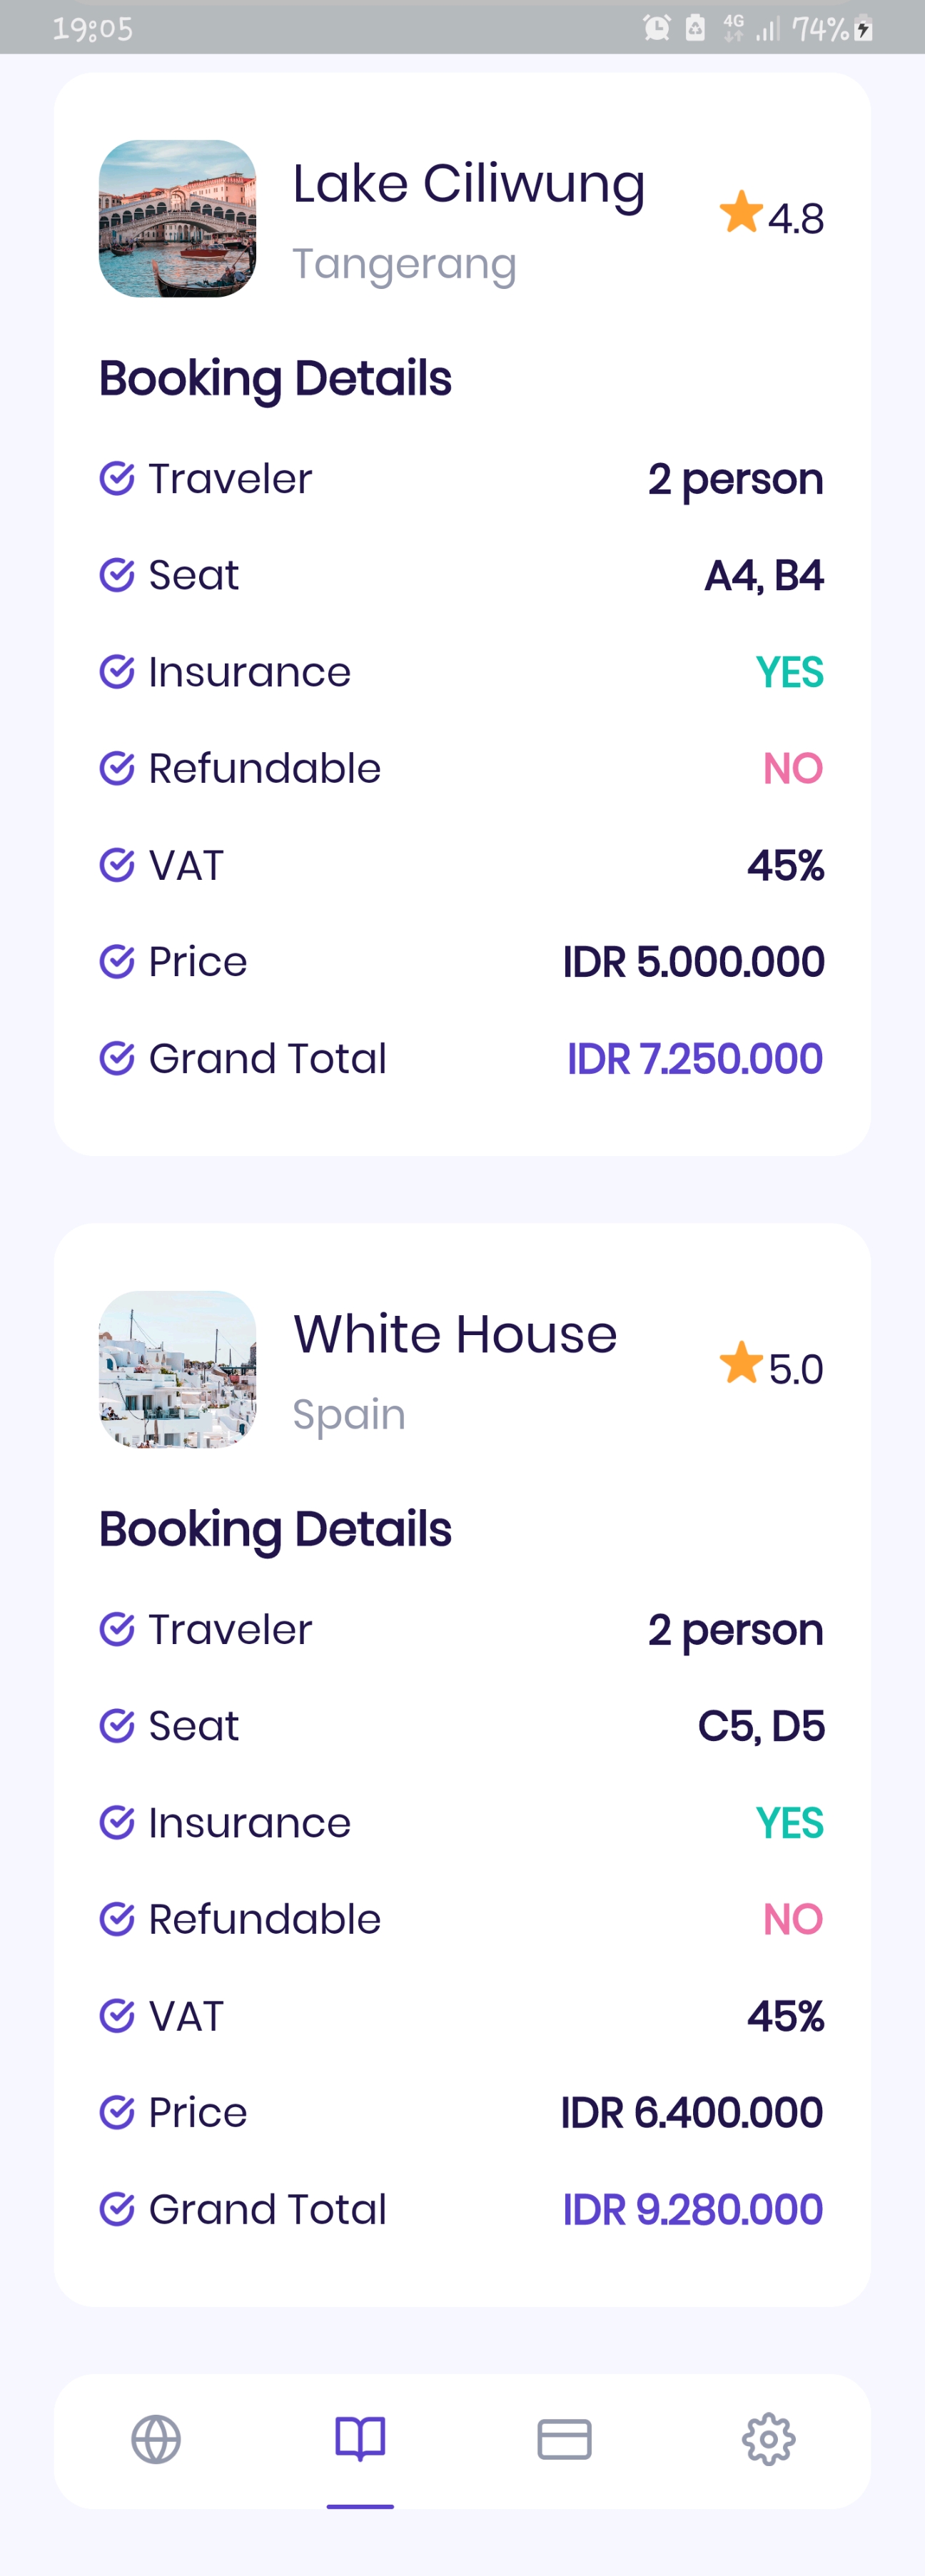 19:05 4G 74%
Lake Ciliwung
4.8
Tangerang
Booking Details
Traveler 2 person
Seat A4, B4
Insurance YES
Refundable NO
VAT 45%
Price IDR 5.000.000
Grand Total IDR 7.250.000
White House
5.0
Spain
Booking Details
Traveler 2 person
Seat C5, D5
Insurance YES
Refundable NO
VAT 45%
Price IDR 6.400.000
Grand Total IDR 9.280.000